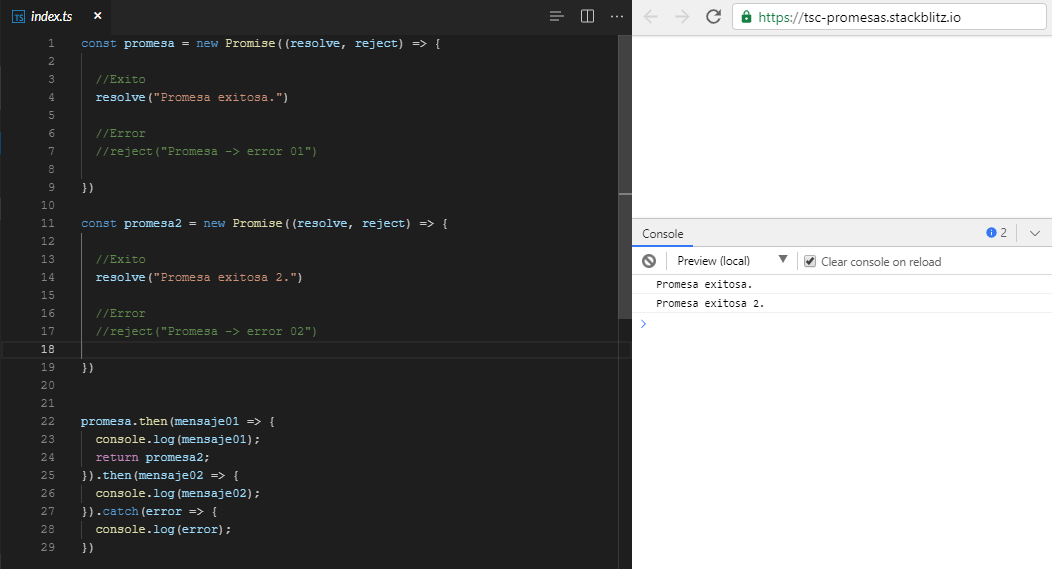 TS index.ts ×
1 const promesa = new Promise((resolve, reject) => {
2
3 //Exito
4 resolve("Promesa exitosa.")
5
6 //Error
7 //reject("Promesa -> error 01")
8
9 })
10
11 const promesa2 = new Promise((resolve, reject) => {
12
13 //Exito
14 resolve("Promesa exitosa 2.")
15
16 //Error
17 //reject("Promesa -> error 02")
18
19 })
20
21
22 promesa.then(mensaje01 => {
23 console.log(mensaje01);
24 return promesa2;
25 }).then(mensaje02 => {
26 console.log(mensaje02);
27 }).catch(error => {
28 console.log(error);
29 })
https://tsc-promesas.stackblitz.io
Console 2
Preview (local) Clear console on reload
Promesa exitosa.
Promesa exitosa 2.